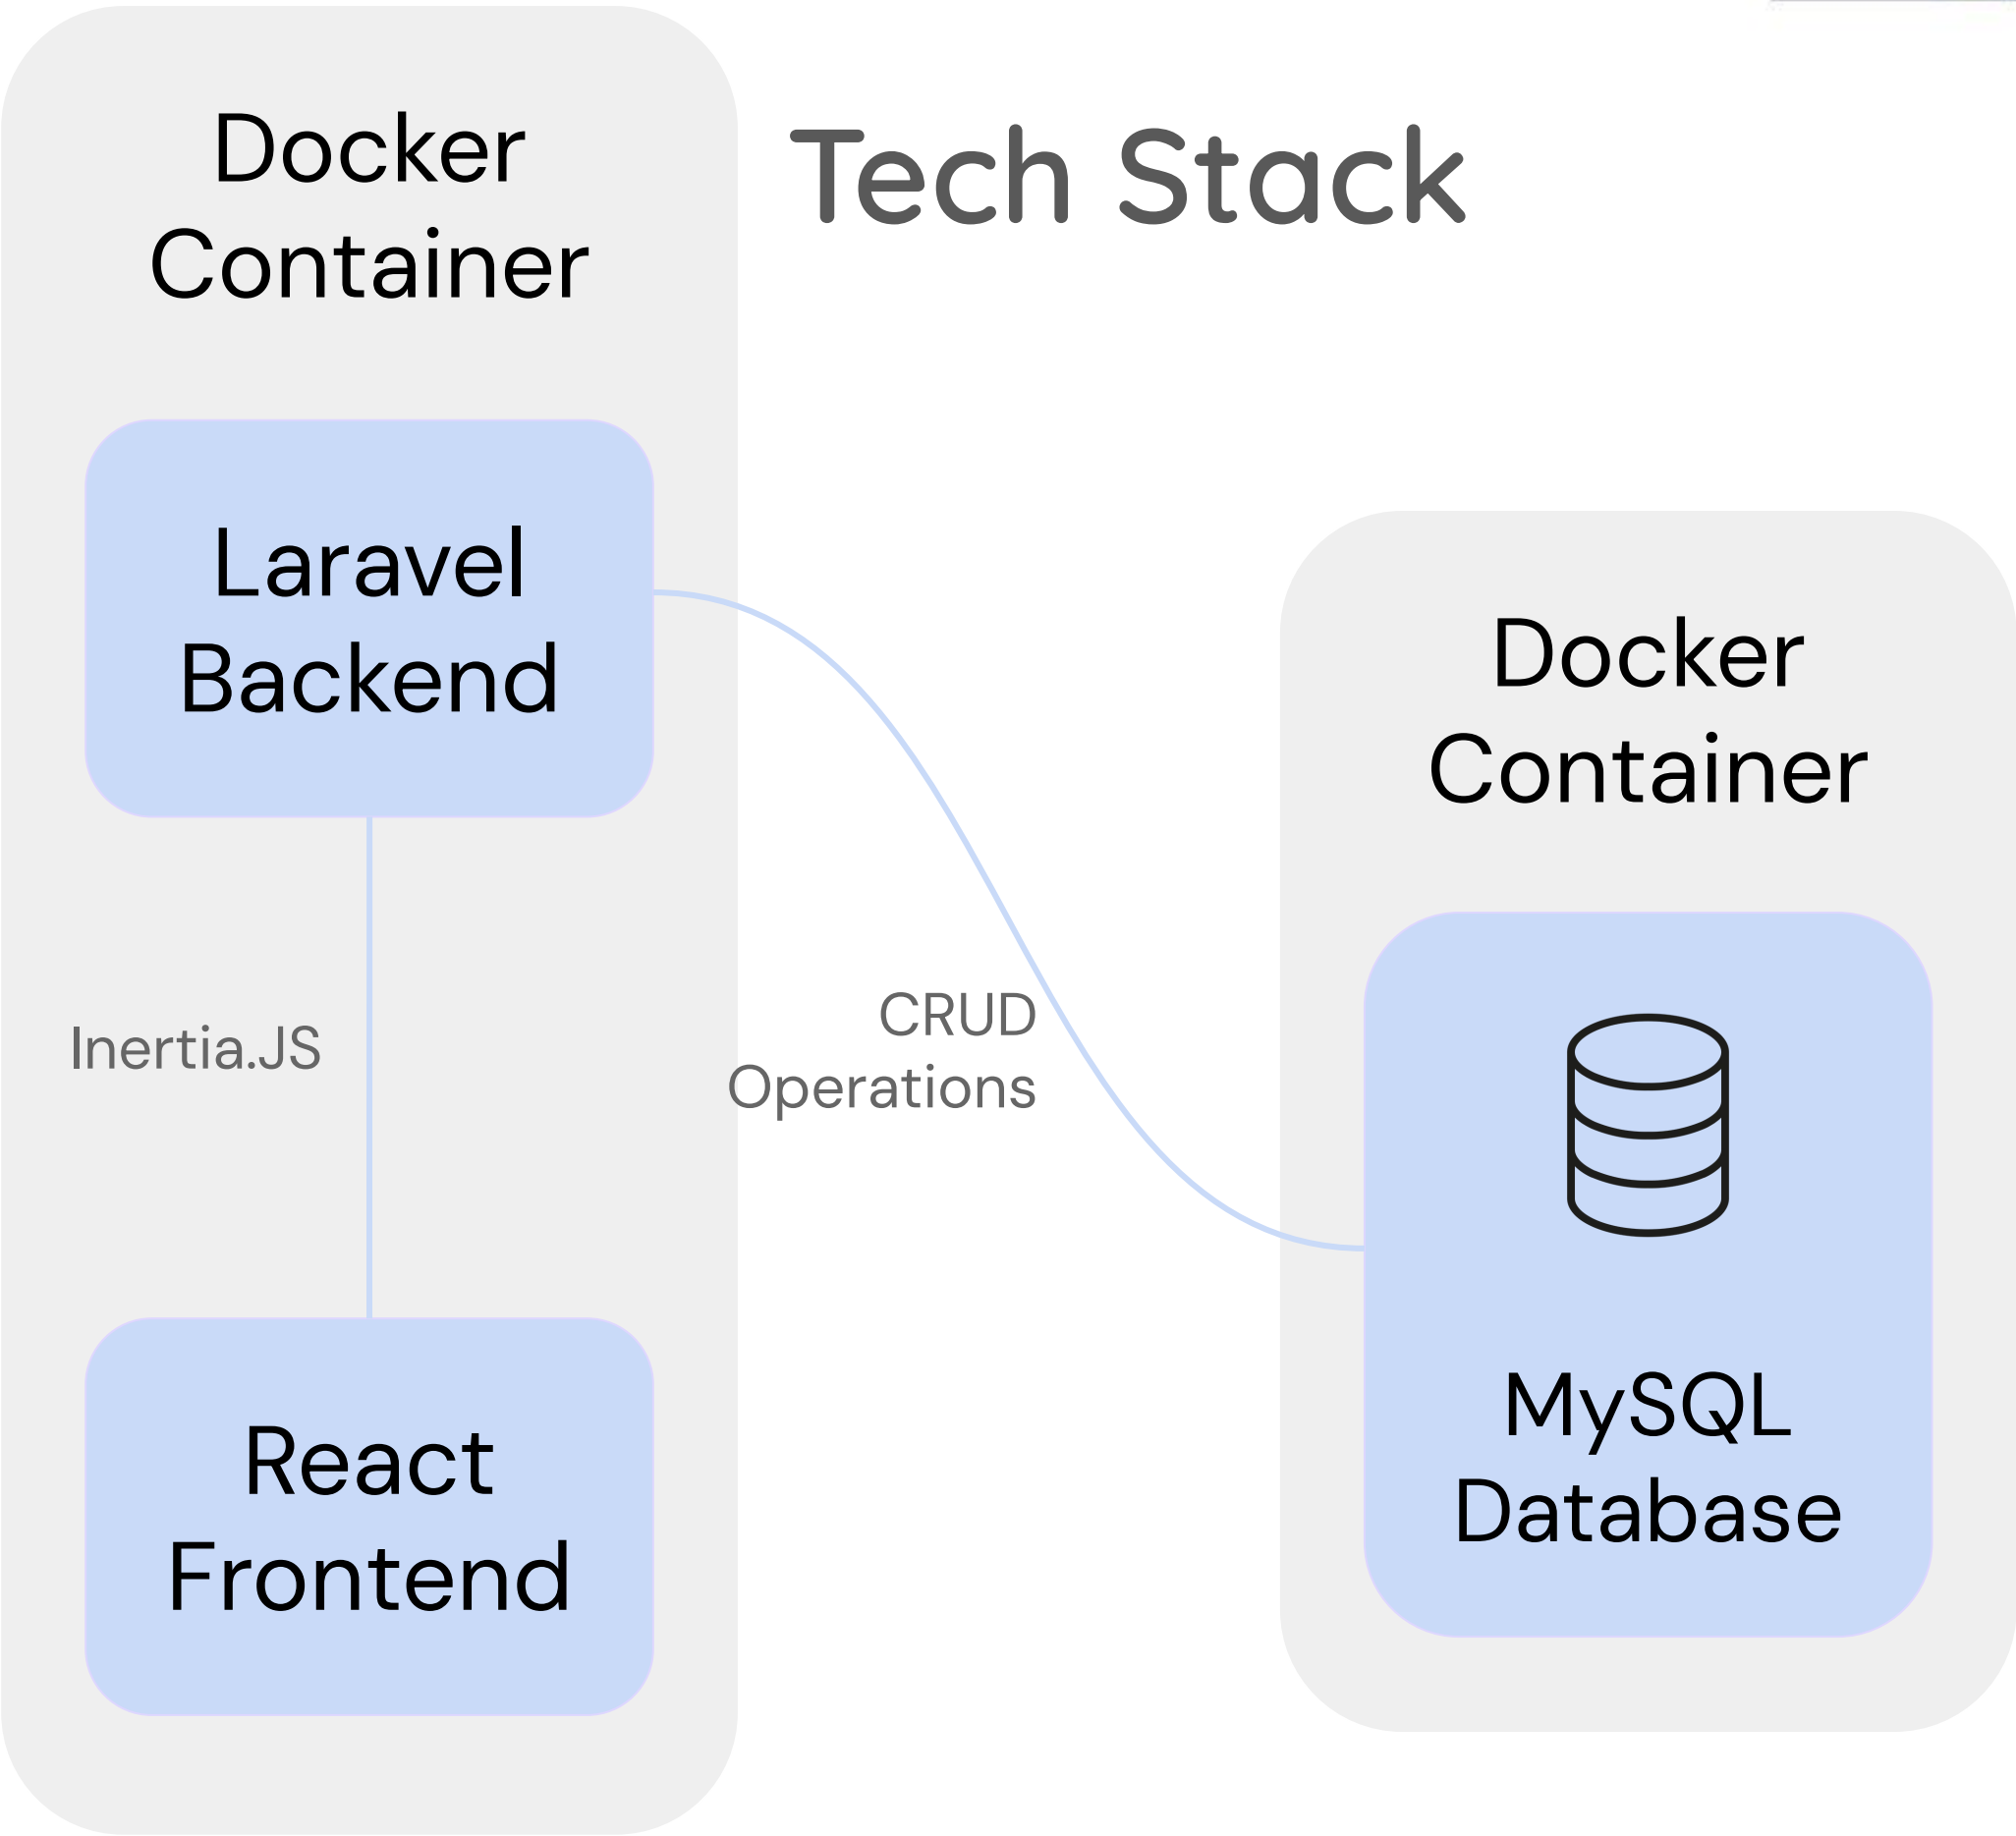 Tech Stack
Docker
Container
Laravel
Backend
Inertia.JS
React
Frontend
CRUD
Operations
Docker
Container
MySQL
Database